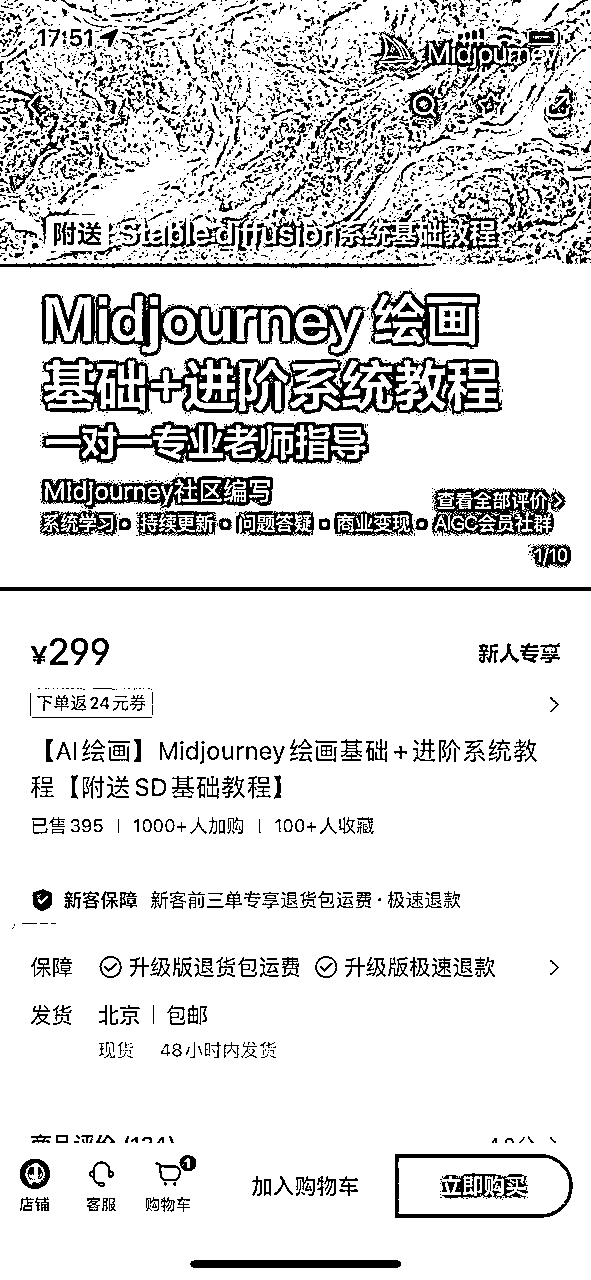 17:51
Midjourney
附送 Stable diffusion系统基础教程
Midjourney 绘画
基础+进阶系统教程
一对一专业老师指导
Midjourney社区编写
查看全部评价
系统学习 持续更新 问题答疑 商业变现 AIGC会员社群
1/10
¥299
新人专享
下单返24元券
【AI绘画】Midjourney绘画基础+进阶系统教
程【附送SD基础教程】
已售395 | 1000+人加购 | 100+人收藏
新客保障 新客前三单专享退货包运费·极速退款
保障 升级版退货包运费 升级版极速退款
发货 北京 | 包邮
现货 48小时内发货
商品评价 (134)
1
店铺 客服 购物车 加入购物车 立即购买